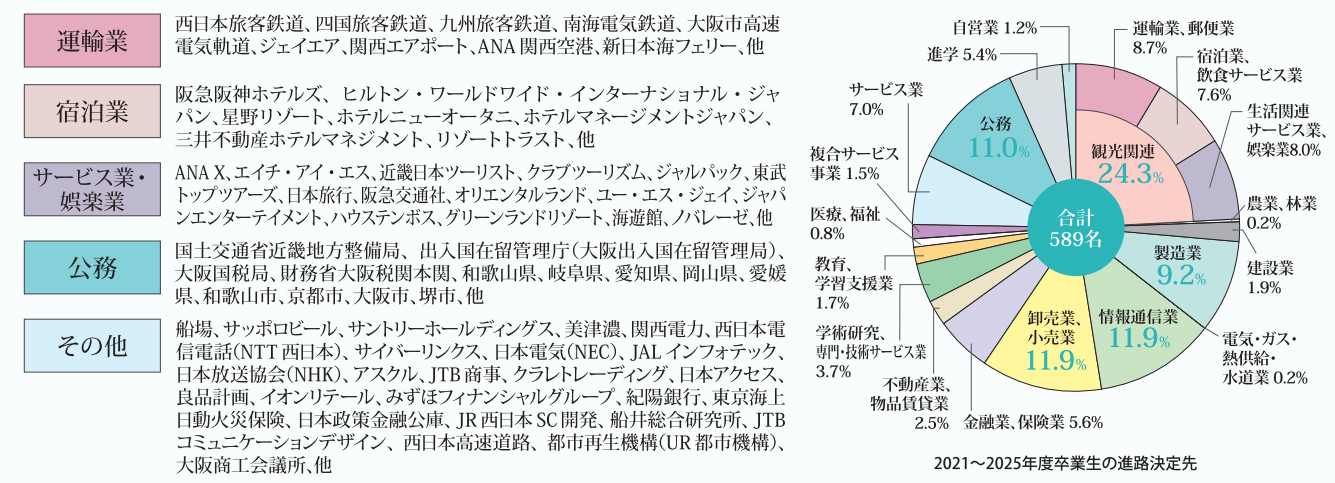 運輸業
西日本旅客鉄道、四国旅客鉄道、九州旅客鉄道、南海電気鉄道、大阪市高速
電気軌道、ジェイエア、関西エアポート、ANA関西空港、新日本海フェリー、他
宿泊業
阪急阪神ホテルズ、ヒルトン・ワールドワイド・インターナショナル・ジャ
パン、星野リゾート、ホテルニューオータニ、ホテルマネージメントジャパン、
三井不動産ホテルマネジメント、リゾートトラスト、他
サービス業・
娯楽業
ANA X、エイチ・アイ・エス、近畿日本ツーリスト、クラブツーリズム、ジャルパック、東武
トップツアーズ、日本旅行、阪急交通社、オリエンタルランド、ユー・エス・ジェイ、ジャパ
ンエンターテイメント、ハウステンボス、グリーンランドリゾート、海遊館、ノバレーゼ、他
公務
国土交通省近畿地方整備局、出入国在留管理庁（大阪出入国在留管理局）、
大阪国税局、財務省大阪税関本関、和歌山県、岐阜県、愛知県、岡山県、愛媛
県、和歌山市、京都市、大阪市、堺市、他
その他
船場、サッポロビール、サントリーホールディングス、美津濃、関西電力、西日本電
信電話（NTT西日本）、サイバーリンクス、日本電気（NEC）、JALインフォテック、
日本放送協会（NHK）、アスクル、JTB商事、クラレトレーディング、日本アクセス、
良品計画、イオンリテール、みずほフィナンシャルグループ、紀陽銀行、東京海上
日動火災保険、日本政策金融公庫、JR西日本SC開発、船井総合研究所、JTB
コミュニケーションデザイン、西日本高速道路、都市再生機構（UR都市機構）、
大阪商工会議所、他
自営業 1.2%
進学 5.4%
サービス業
7.0%
公務
11.0%
複合サービス
事業 1.5%
医療、福祉
0.8%
教育、
学習支援業
1.7%
学術研究、
専門・技術サービス業
3.7%
不動産業、
物品賃貸業
2.5%
金融業、保険業 5.6%
卸売業、
小売業
11.9%
情報通信業
11.9%
製造業
9.2%
電気・ガス・
熱供給・
水道業 0.2%
建設業
1.9%
農業、林業
0.2%
生活関連
サービス業、
娯楽業8.0%
宿泊業、
飲食サービス業
7.6%
運輸業、郵便業
8.7%
観光関連
24.3%
合計
589名
2021〜2025年度卒業生の進路決定先